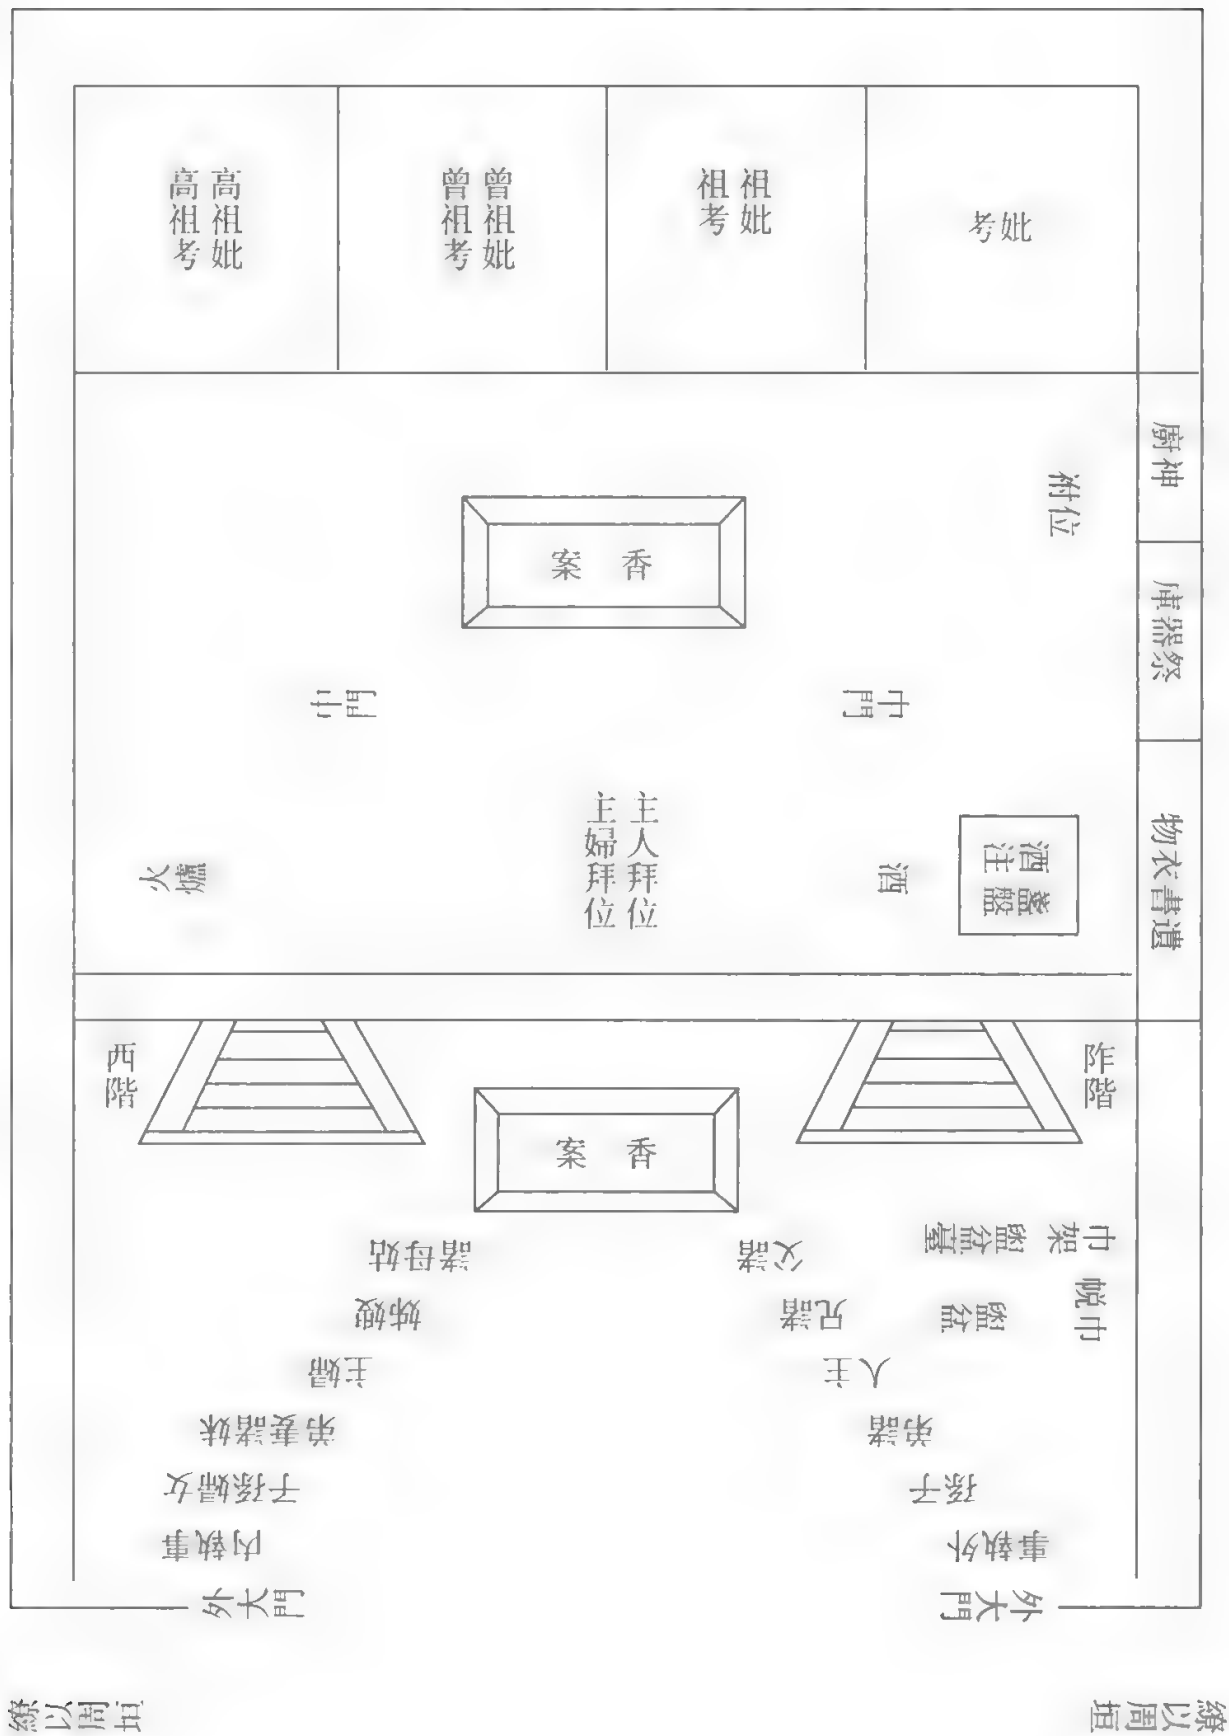 高祖妣
高祖考
曾祖妣
曾祖考
祖妣
祖考
考妣
神廚
祔位
香案
祭器庫
中門
中門
主人拜位
主婦拜位
火爐
酒
酒注
盞盤
遺書衣物
西階
阼階
香案
諸母姑
諸父
盥盆臺
巾架
姊嫂
諸兄
盥盆
帨巾
主婦
主人
弟妻諸妹
諸弟
子孫婦女
子孫
內執事
外執事
外大門
外大門
繚以周垣
繚以周垣